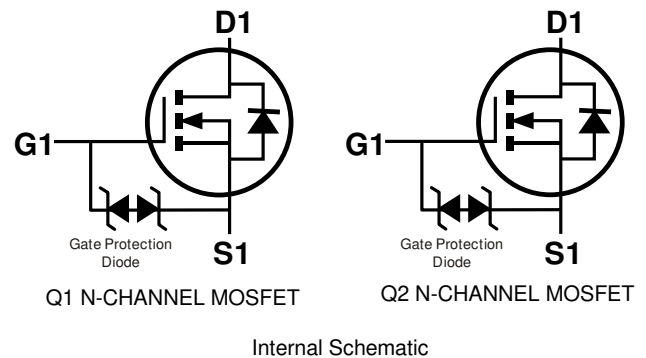 D1 D1
G1 G1
Gate Protection Gate Protection
Diode Diode
S1 S1
Q1 N-CHANNEL MOSFET Q2 N-CHANNEL MOSFET
Internal Schematic